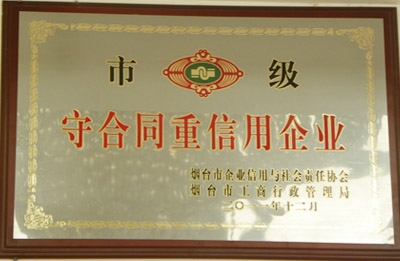 市级
守合同重信用企业
烟台市企业信用与社会责任协会
烟台市工商行政管理局
二〇一一年十二月